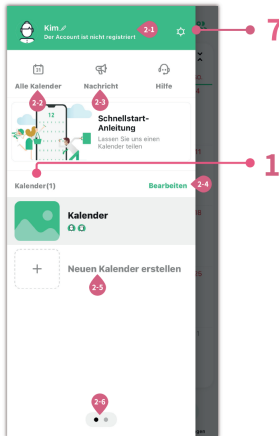 Kim
Der Account ist nicht registriert
2-1
7
Alle Kalender
Nachricht
Hilfe
2-2
2-3
12
Schnellstart-
Anleitung
Lassen Sie uns einen
Kalender teilen
1
Kalender(1)
Bearbeiten
2-4
Kalender
Neuen Kalender erstellen
2-5
2-6